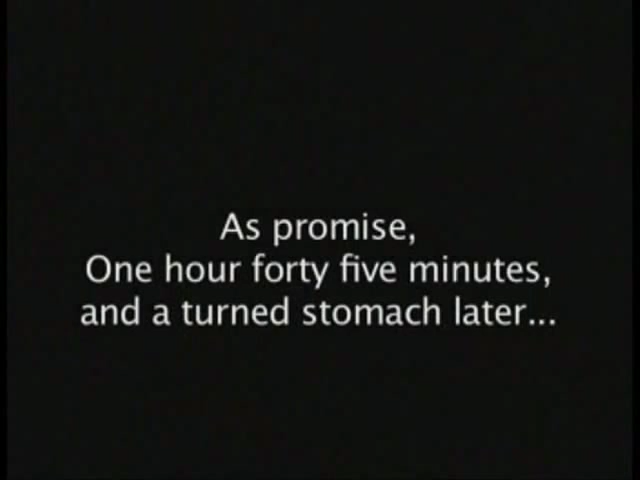 As promise,
One hour forty five minutes,
and a turned stomach later...